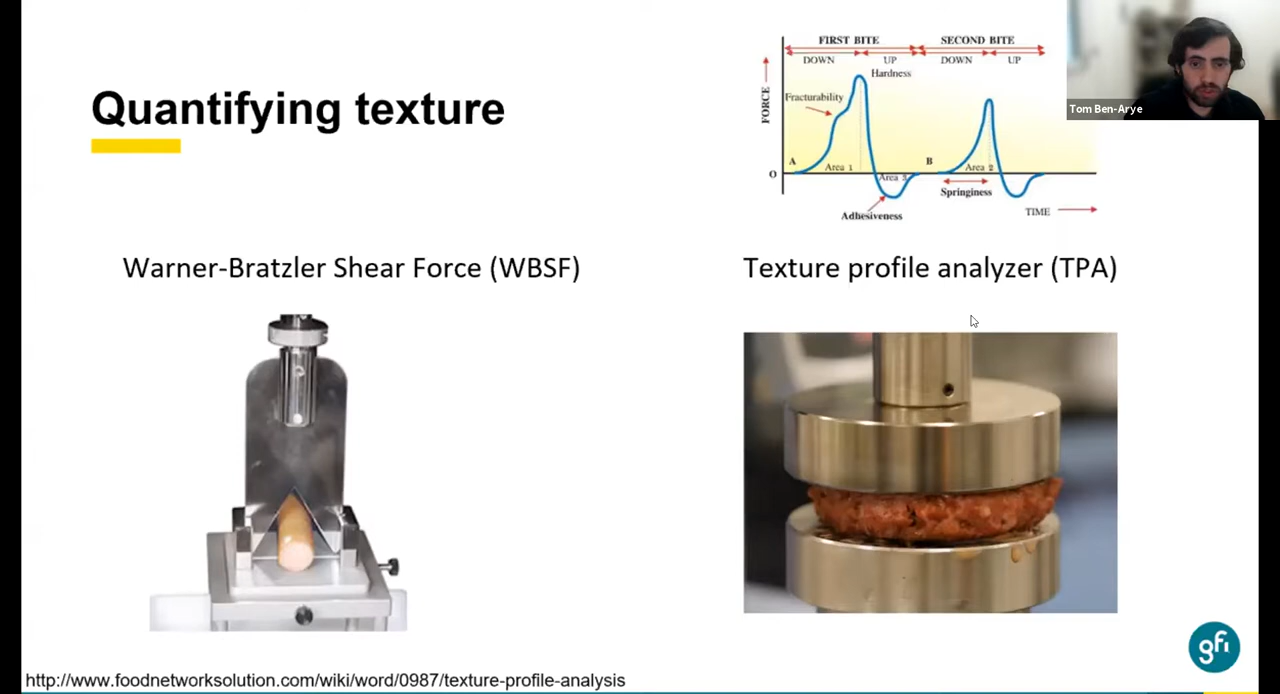 Quantifying texture
FIRST BITE SECOND BITE
DOWN UP DOWN UP
Hardness
Fracturability
FORCE
A
Area 1
B
Area 2
O
Area 3
Springiness
Adhesiveness
TIME
Tom Ben-Arye
Warner-Bratzler Shear Force (WBSF)
Texture profile analyzer (TPA)
gfi
http://www.foodnetworksolution.com/wiki/word/0987/texture-profile-analysis